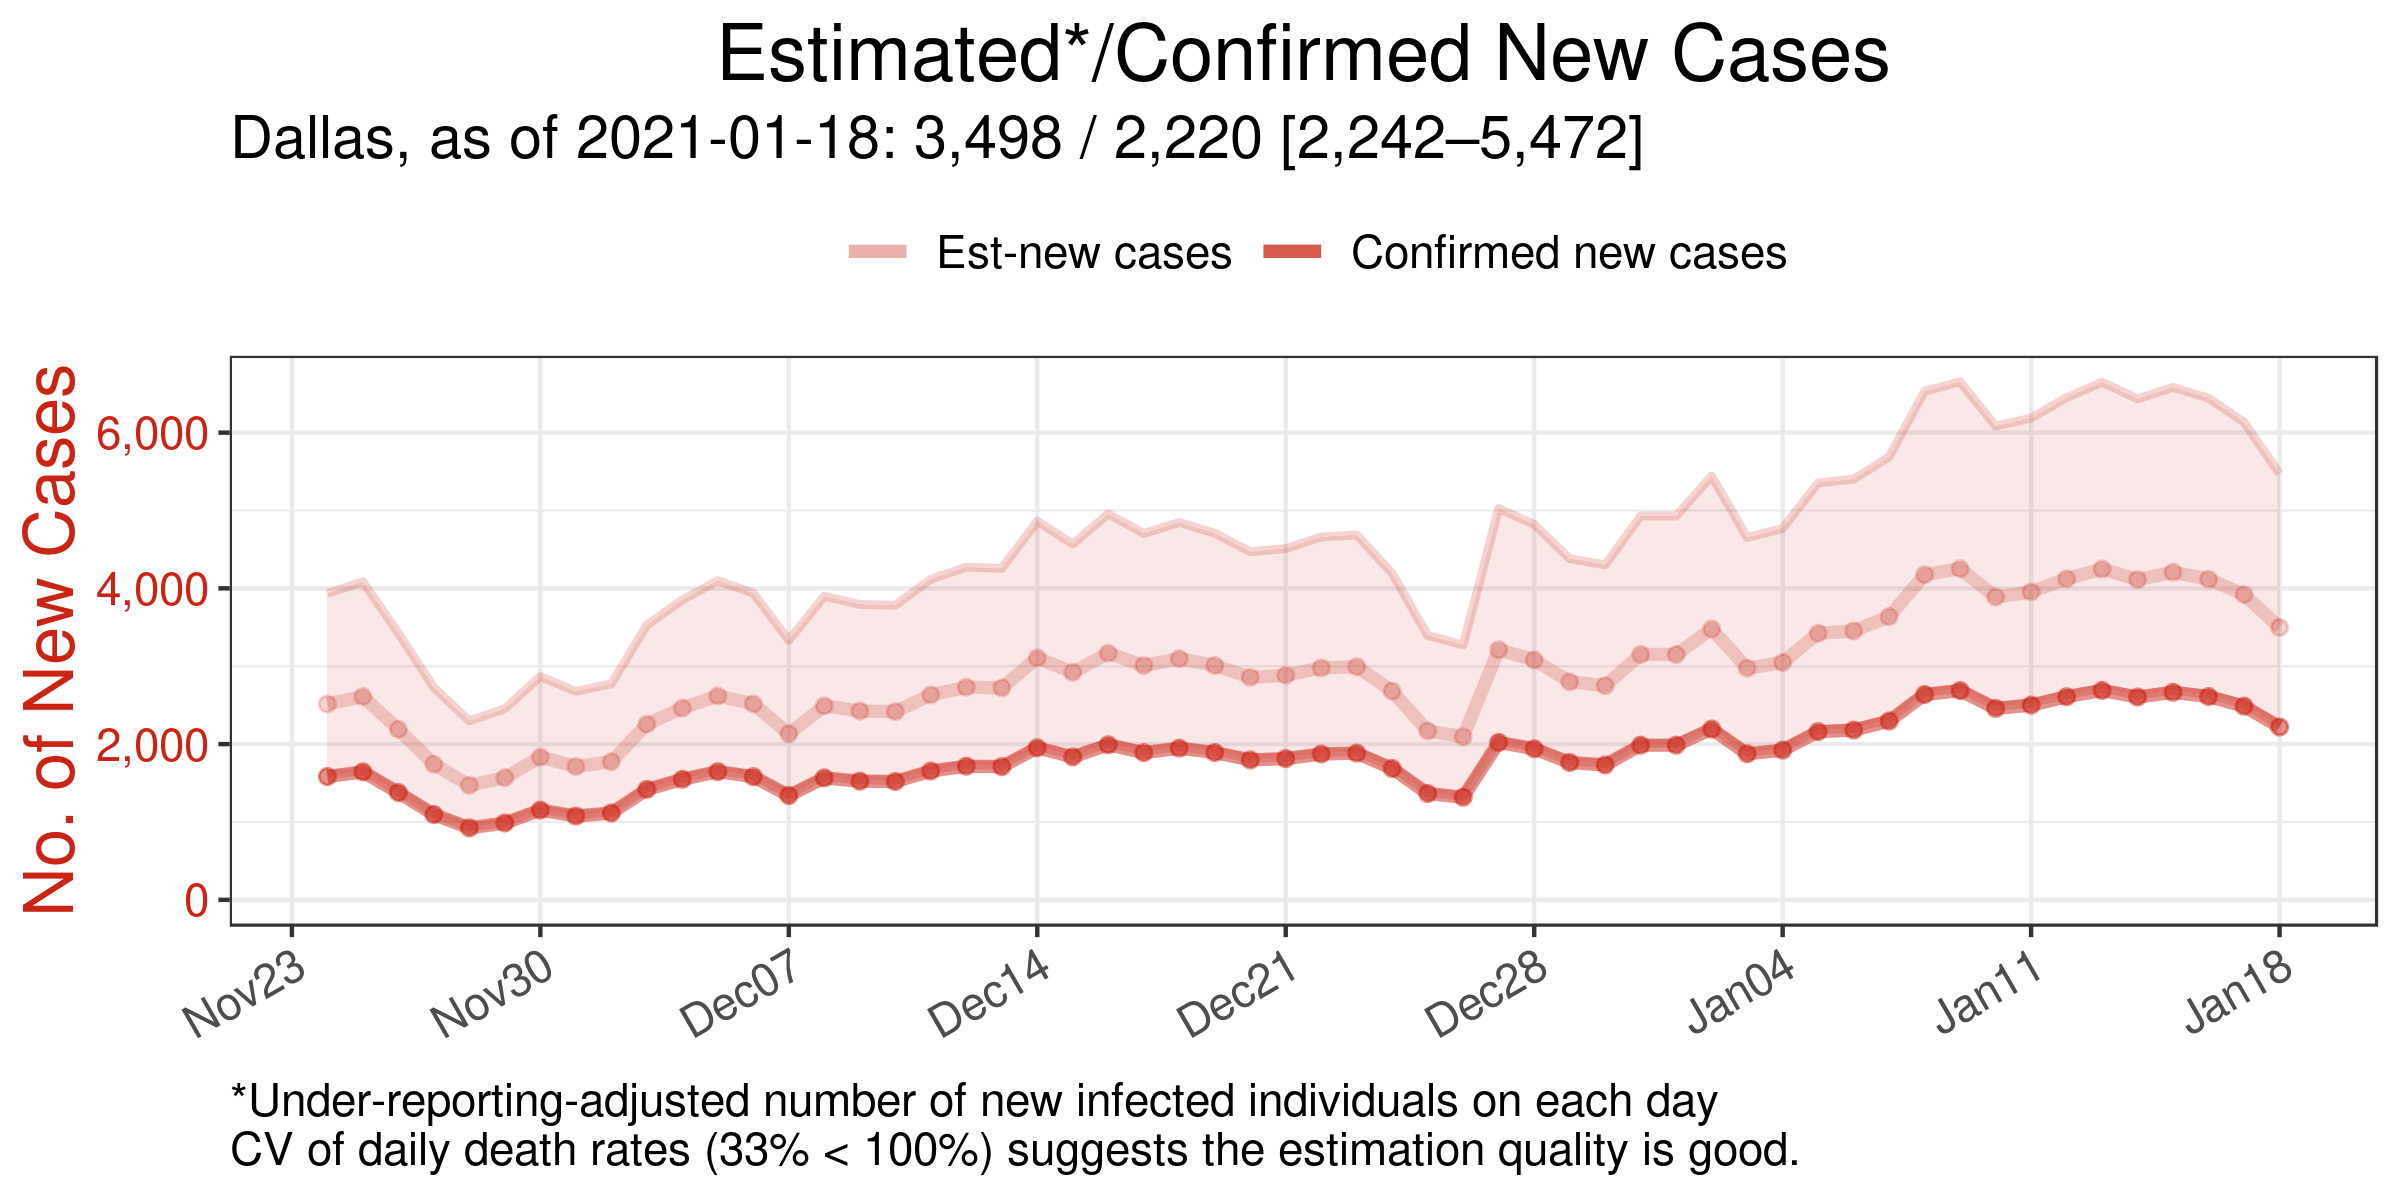 Estimated*/Confirmed New Cases
Dallas, as of 2021-01-18: 3,498 / 2,220 [2,242–5,472]
Est-new cases
Confirmed new cases
No. of New Cases
6,000
4,000
2,000
0
Nov23
Nov30
Dec07
Dec14
Dec21
Dec28
Jan04
Jan11
Jan18
*Under-reporting-adjusted number of new infected individuals on each day
CV of daily death rates (33% < 100%) suggests the estimation quality is good.